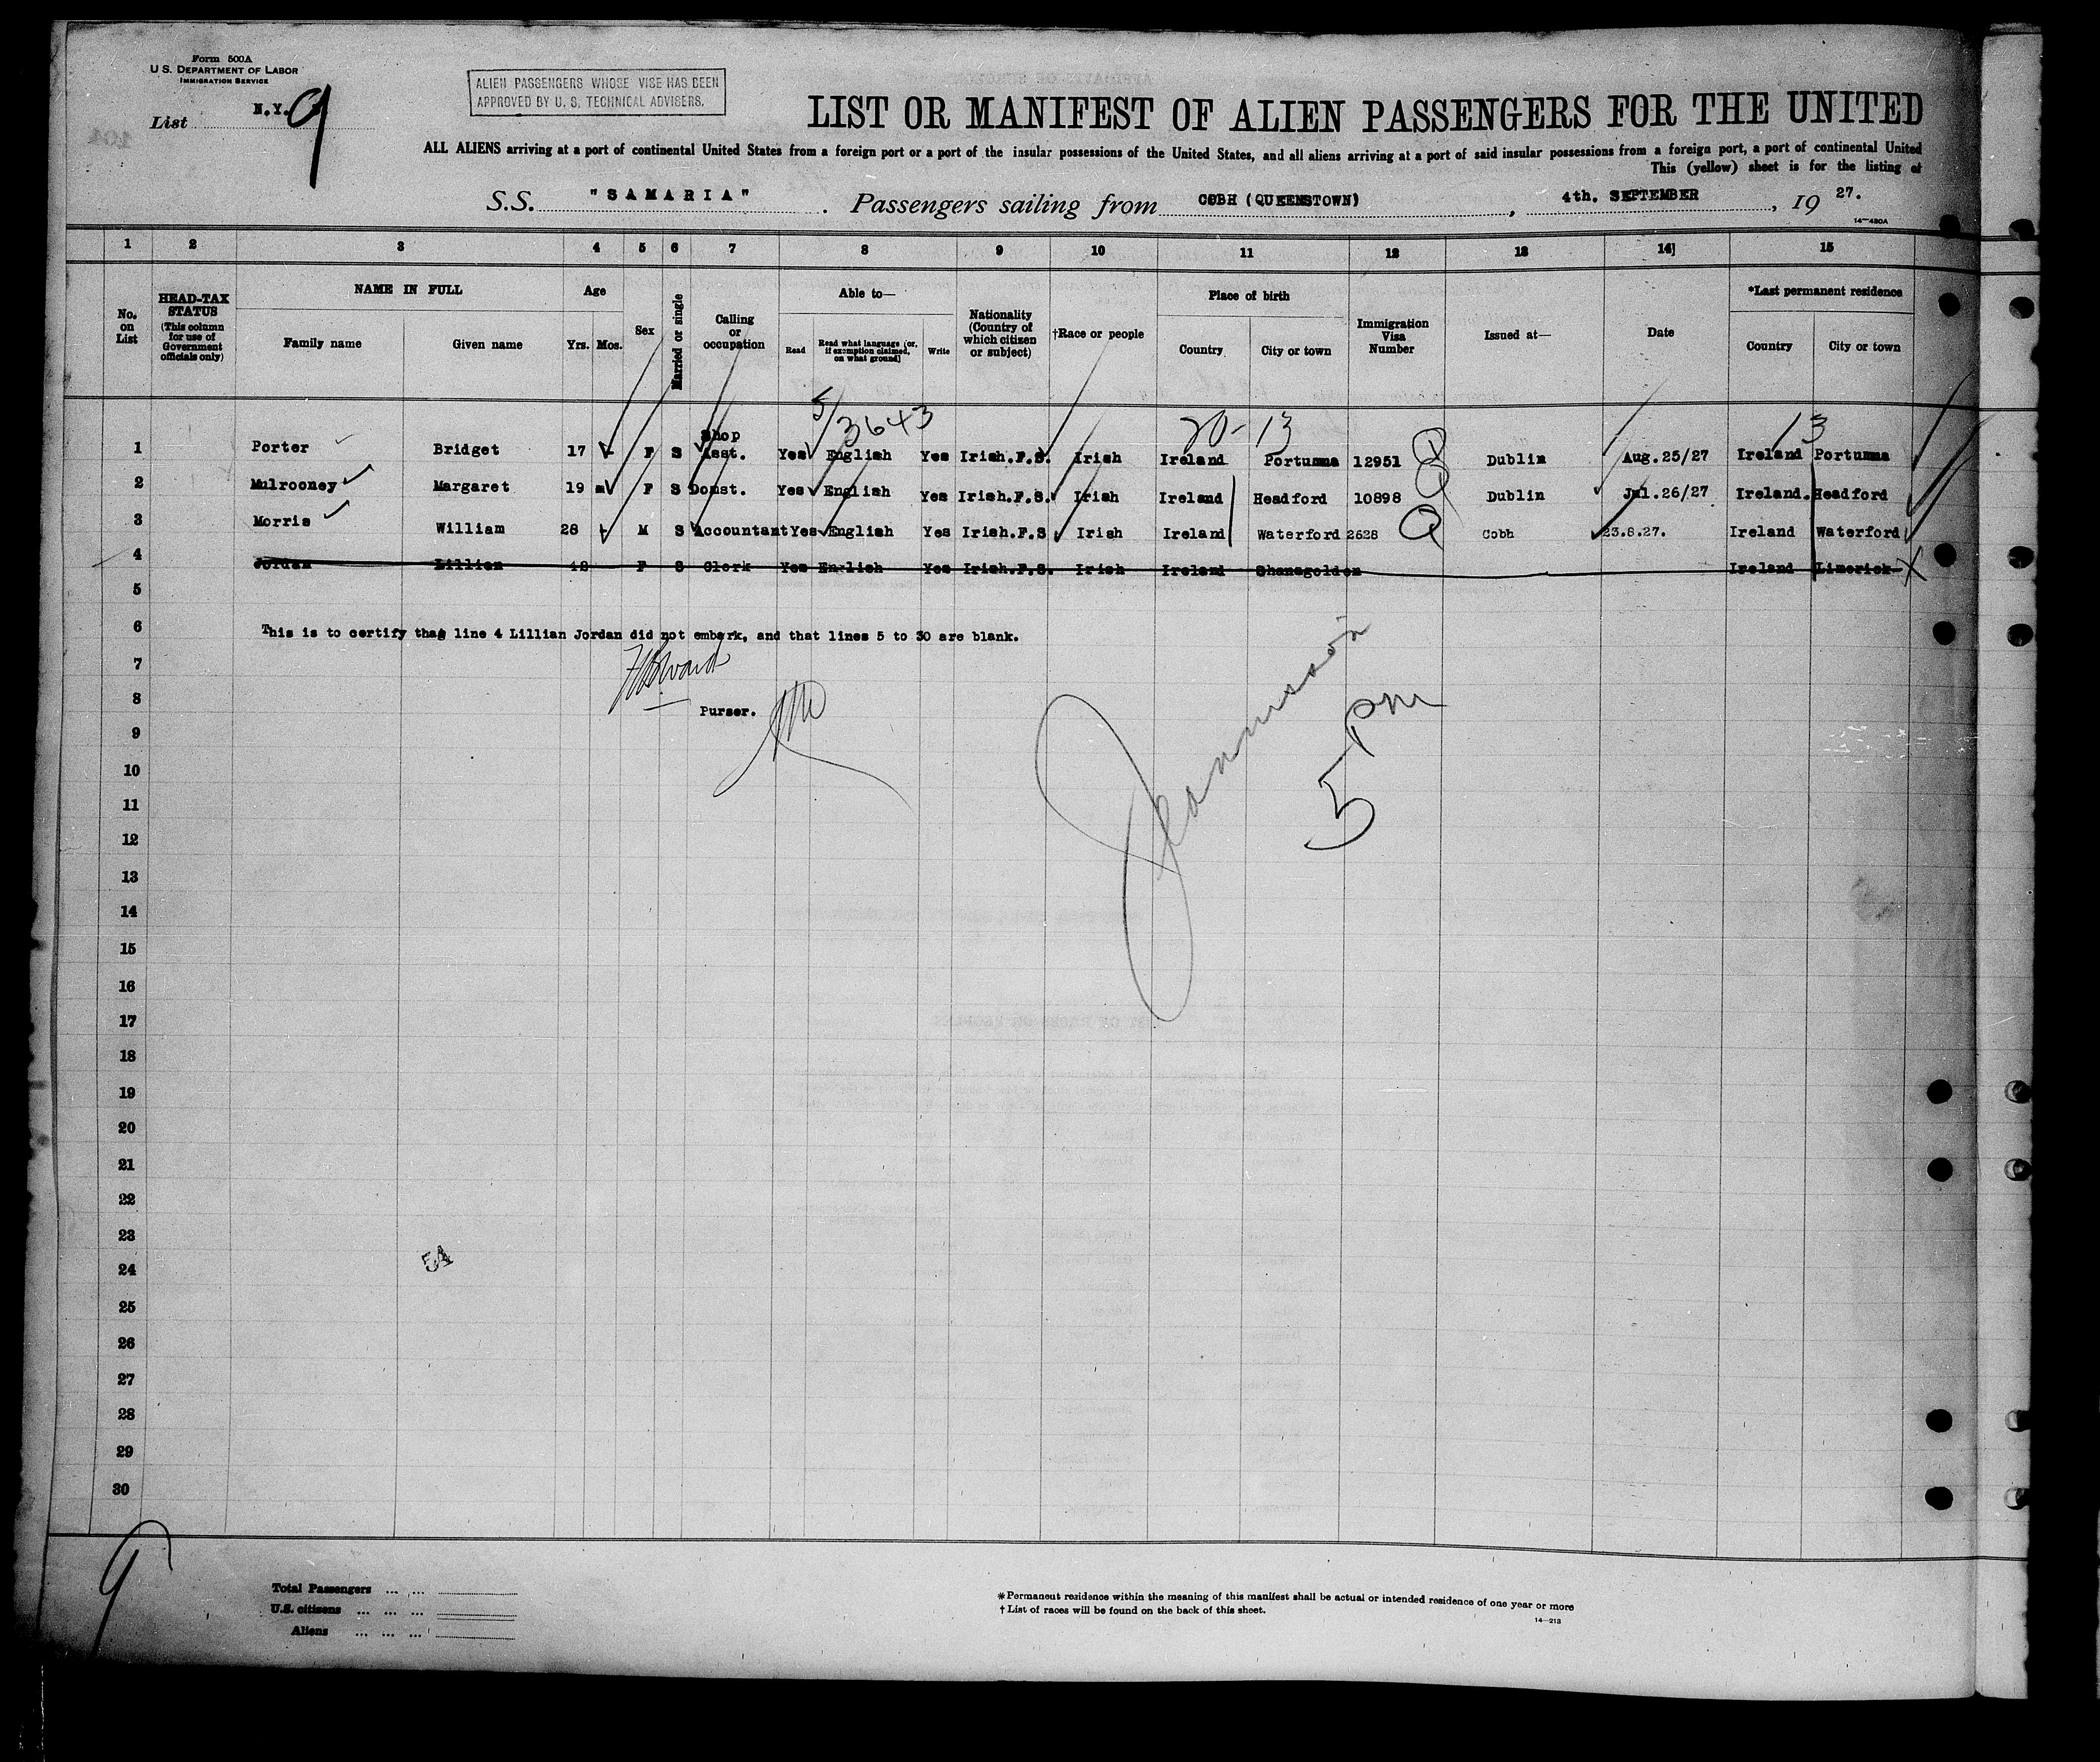 Form 500A
U. S. DEPARTMENT OF LABOR
IMMIGRATION SERVICE
List N.Y. 9
ALIEN PASSENGERS WHOSE VISE HAS BEEN
APPROVED BY U. S. TECHNICAL ADVISERS.
LIST OR MANIFEST OF ALIEN PASSENGERS FOR THE UNITED
ALL ALIENS arriving at a port of continental United States from a foreign port or a port of the insular possessions of the United States, and all aliens arriving at a port of said insular possessions from a foreign port, a port of continental United
This (yellow) sheet is for the listing of
S.S. "SAMARIA". Passengers sailing from COBH (QUEENSTOWN), 4th. SEPTEMBER, 19 27.
14—420A
1 2 3 4 5 6 7 8 9 10 11 12 13 14] 15
No. on List
HEAD-TAX STATUS (This column for use of Government officials only)
NAME IN FULL
Family name Given name
Age
Yrs. Mos.
Sex
Married or single
Calling or occupation
Able to—
Read Read what language [or, if exemption claimed, on what ground] Write
Nationality (Country of which citizen or subject)
†Race or people
Place of birth
Country City or town
Immigration Visa Number
Issued at—
Date
*Last permanent residence
Country City or town
5/3643 20-13 13
1 Porter Bridget 17 F S Shop Asst. Yes English Yes Irish.F.S. Irish Ireland Portumna 12951 Q Dublin Aug.25/27 Ireland Portumna
2 Mulrooney Margaret 19 F S Domst. Yes English Yes Irish.F.S. Irish Ireland Headford 10898 Q Dublin Jul.26/27 Ireland. Headford
3 Morris William 28 M S Accountant Yes English Yes Irish.F.S Irish Ireland Waterford 2628 Q Cobh 23.8.27. Ireland Waterford
4 Jordan Lillian F S Clerk Yes English Yes Irish.F.S. Irish Ireland Shanagolden Ireland Limerick X
5
6 This is to certify that line 4 Lillian Jordan did not embark, and that lines 5 to 30 are blank.
7
8 Purser.
9
5 pm
10
11
12
13
14
15
16
17
18
19
20
21
22
23
54
24
25
26
27
28
29
30
9
Total Passengers ... ...
U.S. citizens ... ... ...
Aliens ... ... ...
*Permanent residence within the meaning of this manifest shall be actual or intended residence of one year or more
†List of races will be found on the back of this sheet.
14—213